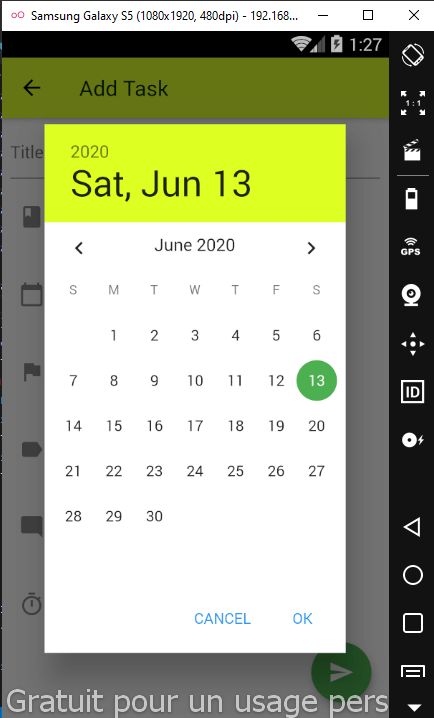 Samsung Galaxy S5 (1080x1920, 480dpi) - 192.168...
1:27
Add Task
Title
2020
Sat, Jun 13
June 2020
S M T W T F S
1 2 3 4 5 6
7 8 9 10 11 12 13
14 15 16 17 18 19 20
21 22 23 24 25 26 27
28 29 30
CANCEL OK
Gratuit pour un usage pers
1:1
GPS
ID